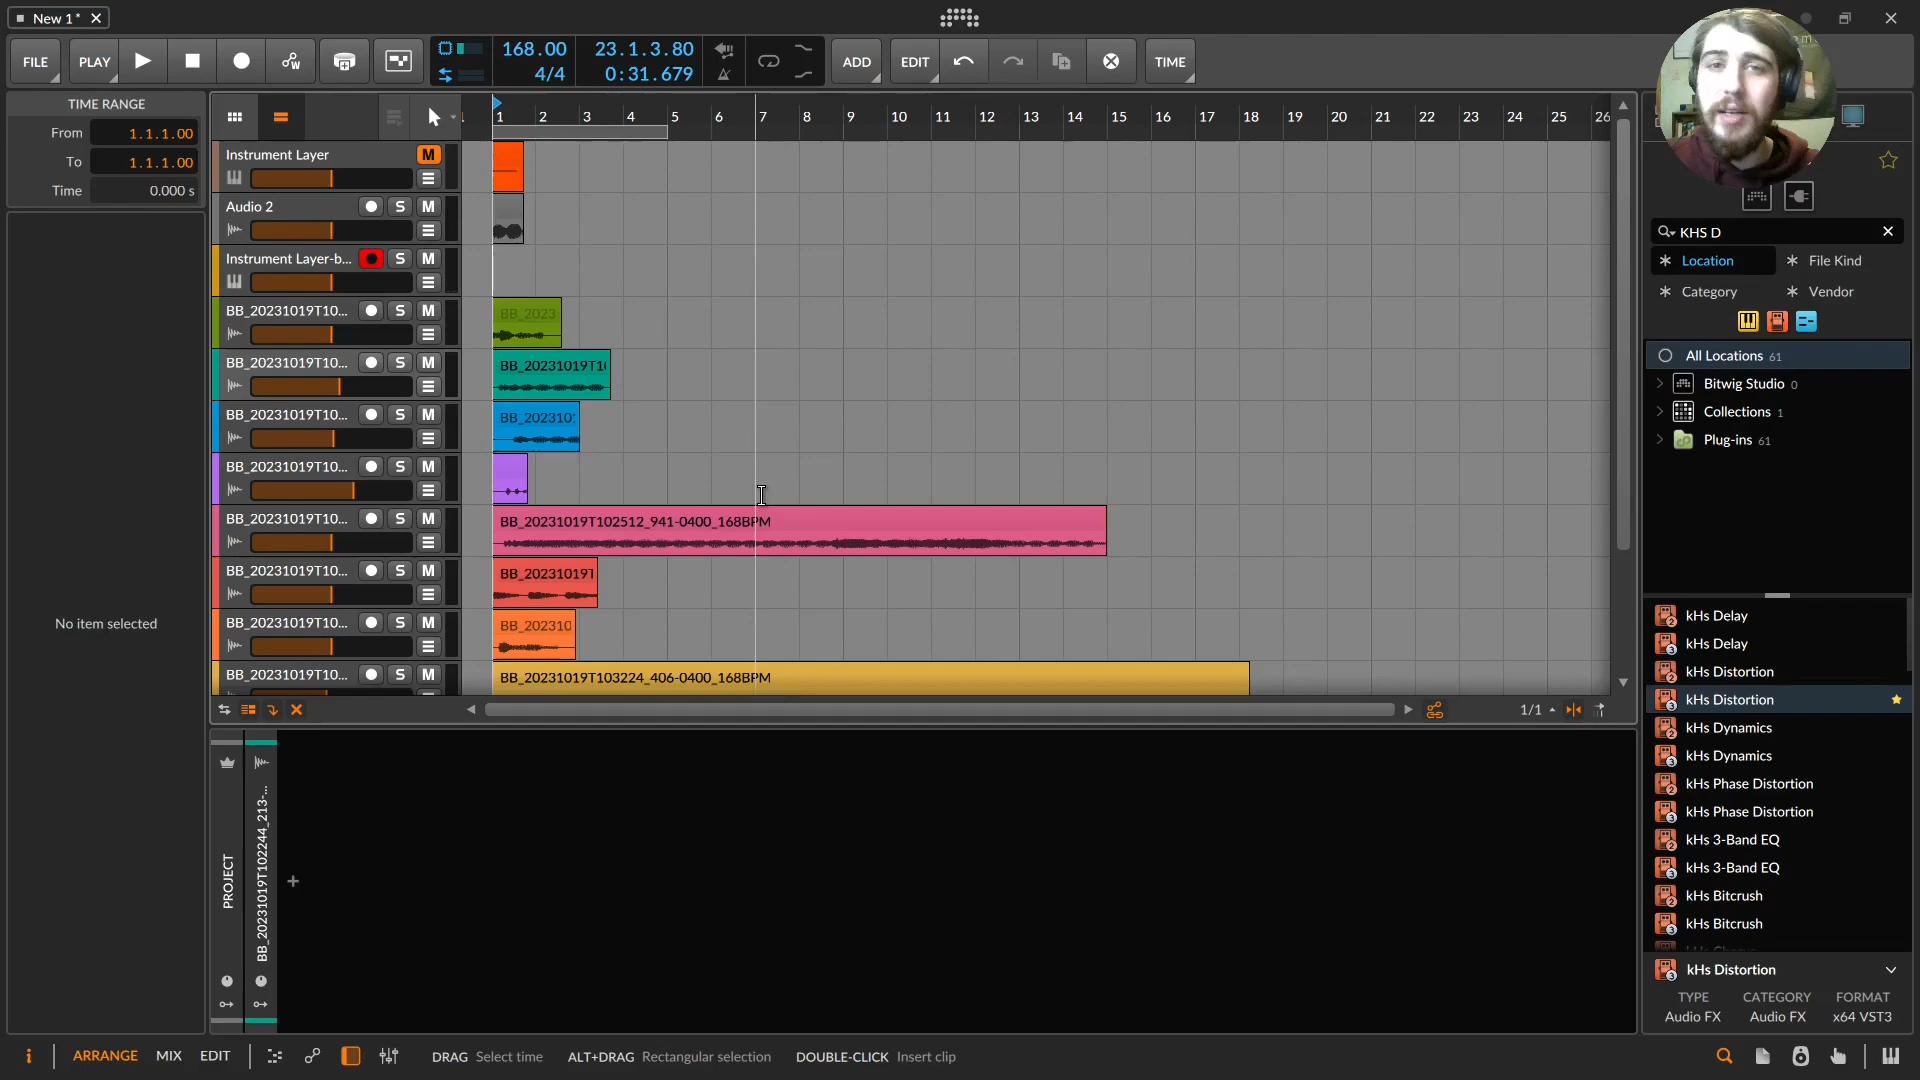 New 1 *
FILE PLAY 168.00 4/4 23.1.3.80 0:31.679 ADD EDIT TIME
TIME RANGE
From 1.1.1.00
To 1.1.1.00
Time 0.000 s
No item selected
1 2 3 4 5 6 7 8 9 10 11 12 13 14 15 16 17 18 19 20 21 22 23 24 25 26
Instrument Layer M
Audio 2 S M
Instrument Layer-b... S M
BB_20231019T10... S M BB_2023
BB_20231019T10... S M BB_20231019T1
BB_20231019T10... S M BB_20231
BB_20231019T10... S M
BB_20231019T10... S M BB_20231019T102512_941-0400_168BPM
BB_20231019T10... S M BB_20231019T
BB_20231019T10... S M BB_202310
BB_20231019T10... S M BB_20231019T103224_406-0400_168BPM
1/1
PROJECT
BB_20231019T102244_213-...
KHS D
Location File Kind
Category Vendor
All Locations 61
Bitwig Studio 0
Collections 1
Plug-ins 61
kHs Delay
kHs Delay
kHs Distortion
kHs Distortion
kHs Dynamics
kHs Dynamics
kHs Phase Distortion
kHs Phase Distortion
kHs 3-Band EQ
kHs 3-Band EQ
kHs Bitcrush
kHs Bitcrush
kHs Distortion
TYPE CATEGORY FORMAT
Audio FX Audio FX x64 VST3
i ARRANGE MIX EDIT DRAG Select time ALT+DRAG Rectangular selection DOUBLE-CLICK Insert clip